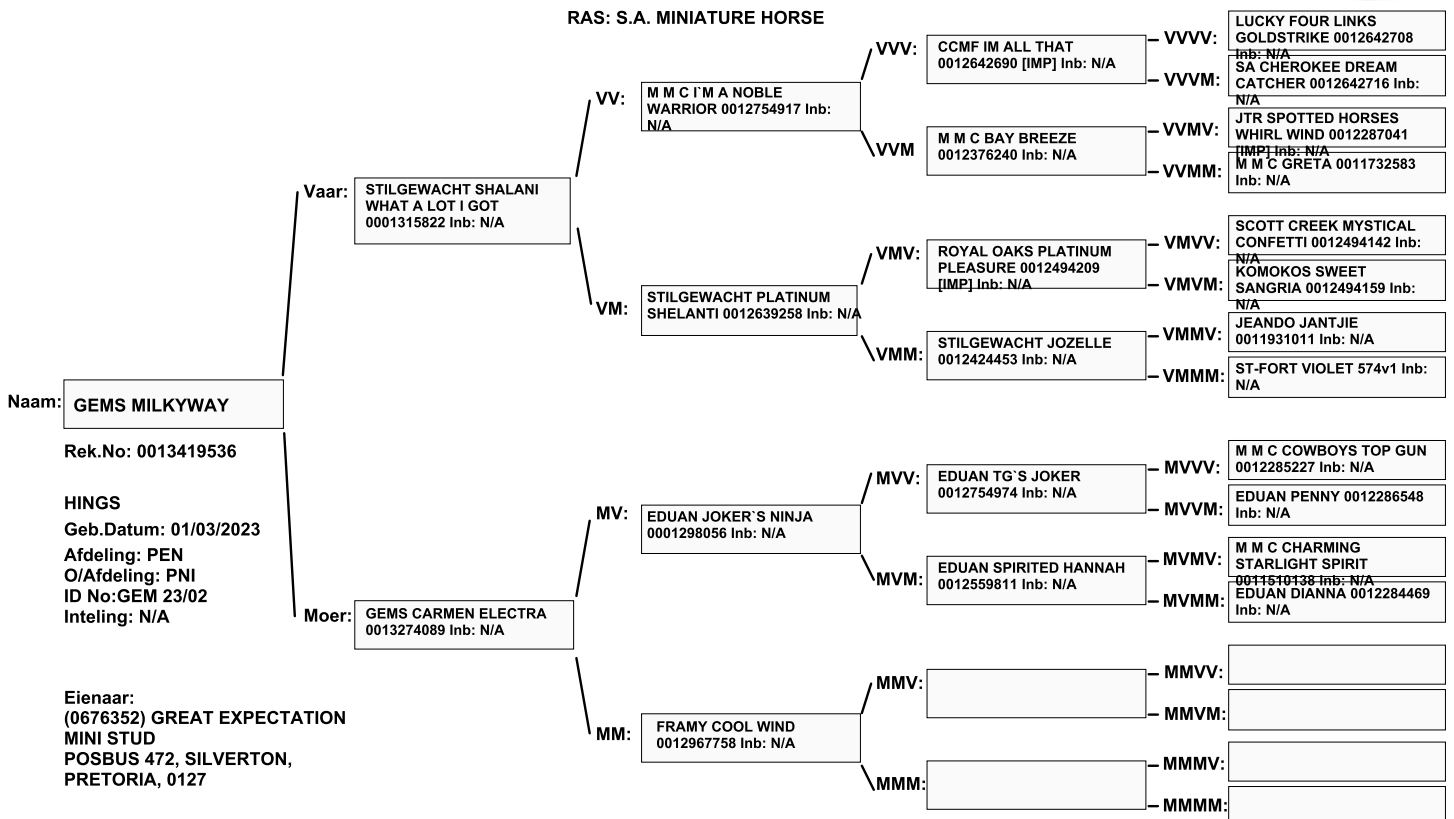 RAS: S.A. MINIATURE HORSE
Naam:
GEMS MILKYWAY
Rek.No: 0013419536
HINGS
Geb.Datum: 01/03/2023
Afdeling: PEN
O/Afdeling: PNI
ID No:GEM 23/02
Inteling: N/A
Eienaar:
(0676352) GREAT EXPECTATION
MINI STUD
POSBUS 472, SILVERTON,
PRETORIA, 0127
Vaar:
STILGEWACHT SHALANI
WHAT A LOT I GOT
0001315822 Inb: N/A
Moer:
GEMS CARMEN ELECTRA
0013274089 Inb: N/A
VV:
M M C I`M A NOBLE
WARRIOR 0012754917 Inb:
N/A
VM:
STILGEWACHT PLATINUM
SHELANTI 0012639258 Inb: N/A
MV:
EDUAN JOKER`S NINJA
0001298056 Inb: N/A
MM:
FRAMY COOL WIND
0012967758 Inb: N/A
VVV:
CCMF IM ALL THAT
0012642690 [IMP] Inb: N/A
VVM
M M C BAY BREEZE
0012376240 Inb: N/A
VMV:
ROYAL OAKS PLATINUM
PLEASURE 0012494209
[IMP] Inb: N/A
VMM:
STILGEWACHT JOZELLE
0012424453 Inb: N/A
MVV:
EDUAN TG`S JOKER
0012754974 Inb: N/A
MVM:
EDUAN SPIRITED HANNAH
0012559811 Inb: N/A
MMV:
MMM:
VVVV:
LUCKY FOUR LINKS
GOLDSTRIKE 0012642708
Inb: N/A
VVVM:
SA CHEROKEE DREAM
CATCHER 0012642716 Inb:
N/A
VVMV:
JTR SPOTTED HORSES
WHIRL WIND 0012287041
[IMP] Inb: N/A
VVMM:
M M C GRETA 0011732583
Inb: N/A
VMVV:
SCOTT CREEK MYSTICAL
CONFETTI 0012494142 Inb:
N/A
VMVM:
KOMOKOS SWEET
SANGRIA 0012494159 Inb:
N/A
VMMV:
JEANDO JANTJIE
0011931011 Inb: N/A
VMMM:
ST-FORT VIOLET 574v1 Inb:
N/A
MVVV:
M M C COWBOYS TOP GUN
0012285227 Inb: N/A
MVVM:
EDUAN PENNY 0012286548
Inb: N/A
MVMV:
M M C CHARMING
STARLIGHT SPIRIT
0011510138 Inb: N/A
MVMM:
EDUAN DIANNA 0012284469
Inb: N/A
MMVV:
MMVM:
MMMV:
MMMM: